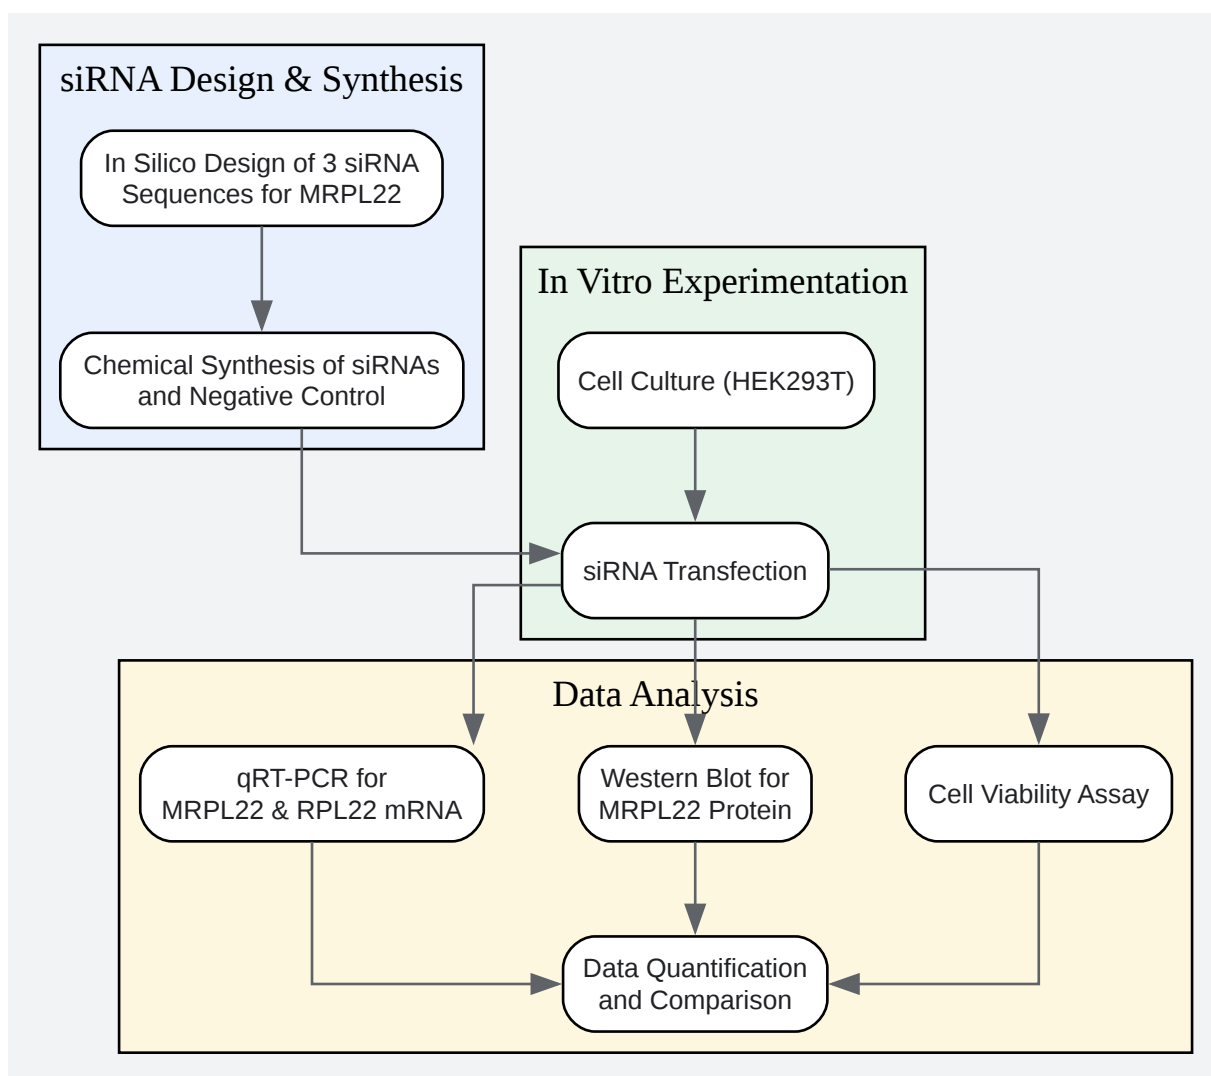 siRNA Design & Synthesis
In Silico Design of 3 siRNA
Sequences for MRPL22
Chemical Synthesis of siRNAs
and Negative Control
In Vitro Experimentation
Cell Culture (HEK293T)
siRNA Transfection
Data Analysis
qRT-PCR for
MRPL22 & RPL22 mRNA
Western Blot for
MRPL22 Protein
Cell Viability Assay
Data Quantification
and Comparison